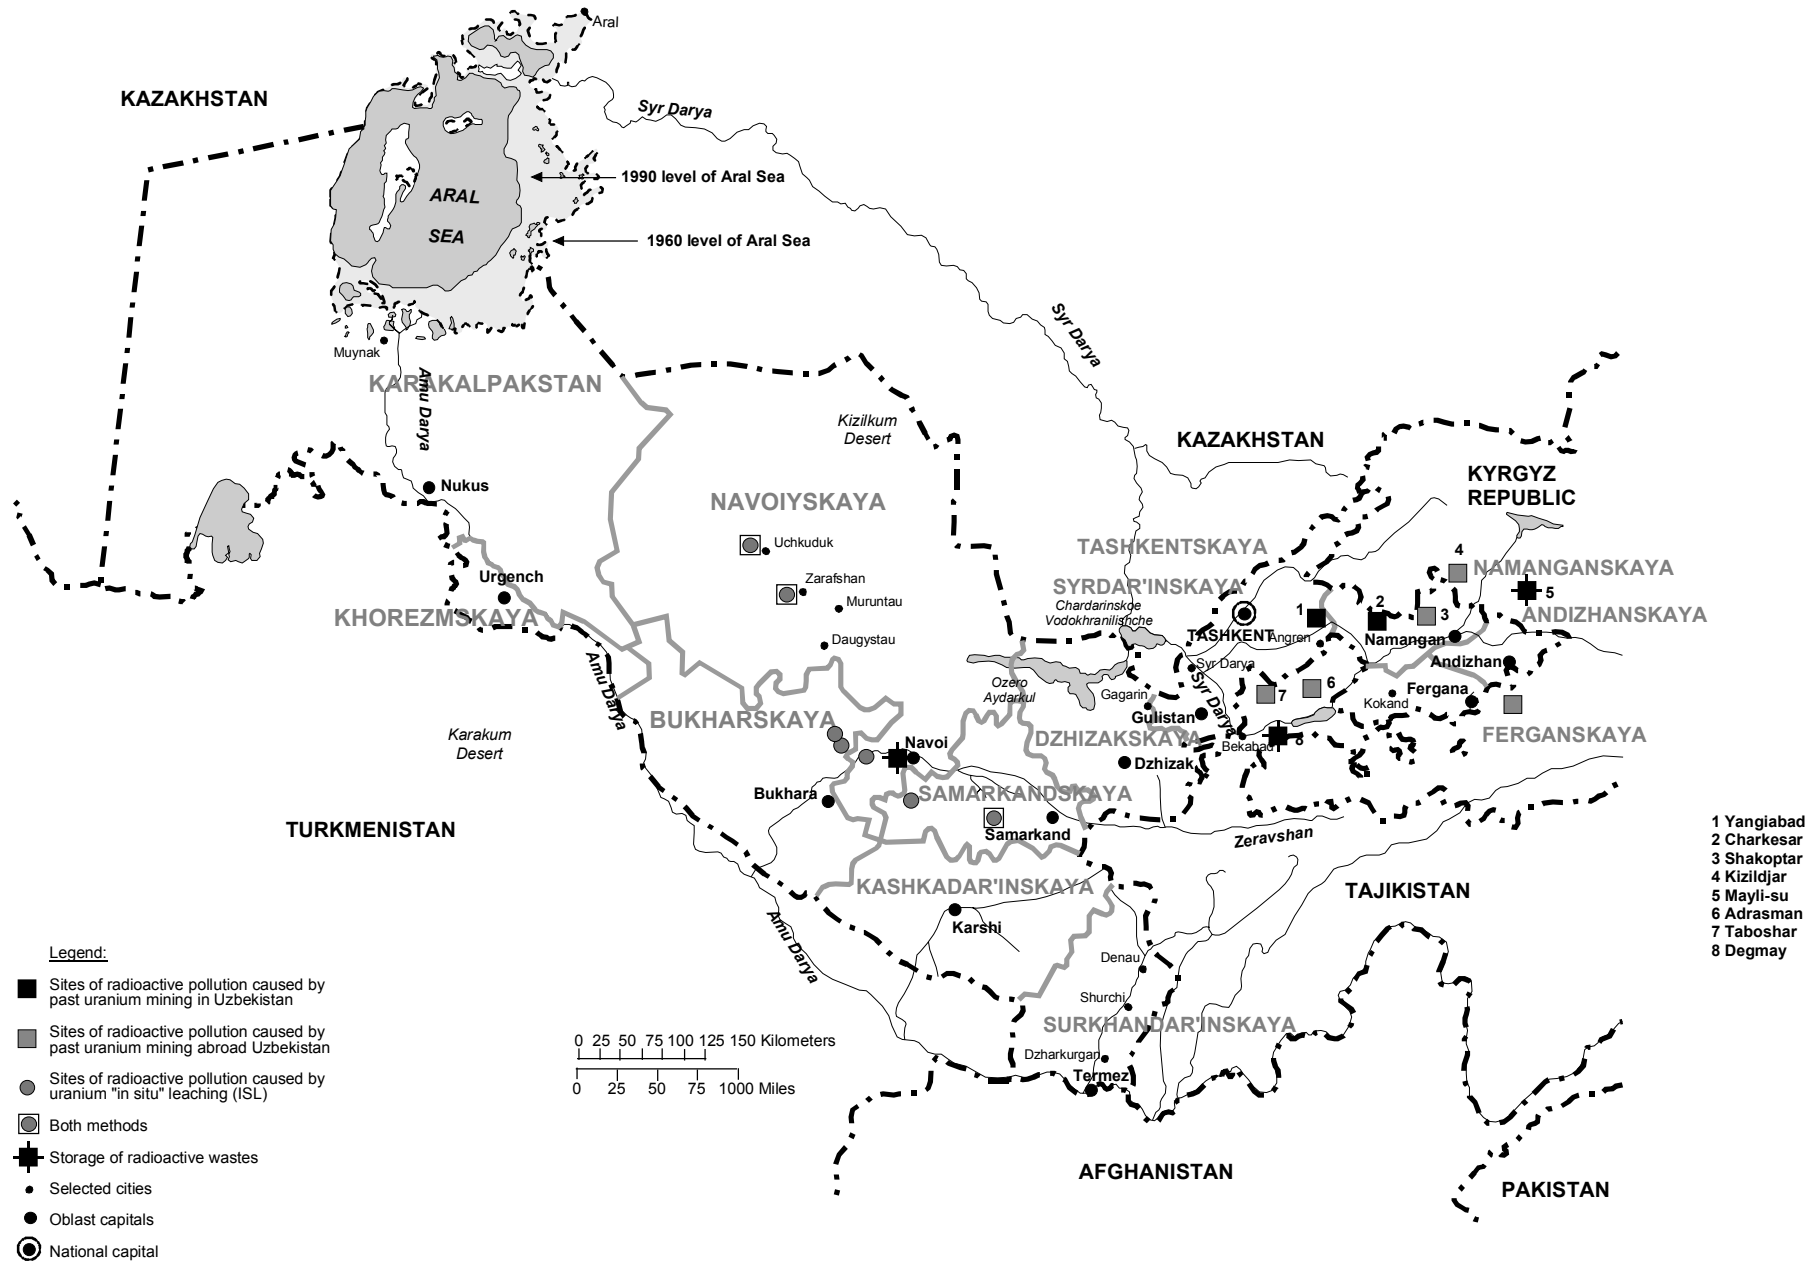 Aral
KAZAKHSTAN
Syr Darya
1990 level of Aral Sea
ARAL
SEA
1960 level of Aral Sea
Muynak
Syr Darya
KARAKALPAKSTAN
Amu Darya
Kizilkum
Desert
KAZAKHSTAN
KYRGYZ
REPUBLIC
Nukus
NAVOIYSKAYA
Uchkuduk
TASHKENTSKAYA
4
NAMANGANSKAYA
Urgench
Zarafshan
SYRDAR'INSKAYA
5
Muruntau
Chardarinskoe
Vodokhranilishche
1
2
3
ANDIZHANSKAYA
KHOREZMSKAYA
Daugystau
TASHKENT
Angren
Namangan
Amu Darya
Syr Darya
Andizhan
Ozero
Aydarkul
Gagarin
Syr Darya
7
6
Kokand
Fergana
BUKHARSKAYA
Gulistan
Karakum
Desert
Navoi
DZHIZAKSKAYA
Bekabad
8
FERGANSKAYA
Dzhizak
Bukhara
SAMARKANDSKAYA
Samarkand
Zeravshan
TURKMENISTAN
1 Yangiabad
2 Charkesar
3 Shakoptar
4 Kizildjar
5 Mayli-su
6 Adrasman
7 Taboshar
8 Degmay
KASHKADAR'INSKAYA
TAJIKISTAN
Karshi
Amu Darya
Denau
Shurchi
SURKHANDAR'INSKAYA
Dzharkurgan
Termez
AFGHANISTAN
PAKISTAN
0 25 50 75 100 125 150 Kilometers
0 25 50 75 1000 Miles
Legend:
Sites of radioactive pollution caused by
past uranium mining in Uzbekistan
Sites of radioactive pollution caused by
past uranium mining abroad Uzbekistan
Sites of radioactive pollution caused by
uranium "in situ" leaching (ISL)
Both methods
Storage of radioactive wastes
Selected cities
Oblast capitals
National capital